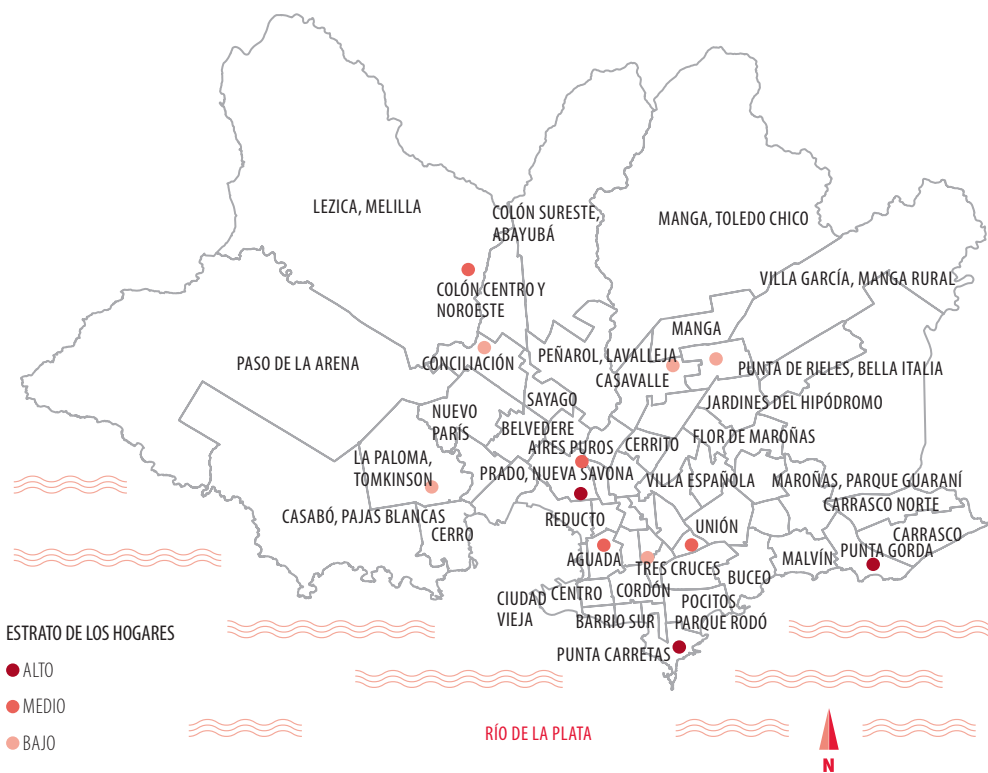 LEZICA, MELILLA
COLÓN SURESTE,
ABAYUBÁ
MANGA, TOLEDO CHICO
VILLA GARCÍA, MANGA RURAL
COLÓN CENTRO Y
NOROESTE
MANGA
PASO DE LA ARENA
CONCILIACIÓN
PEÑAROL, LAVALLEJA
CASAVALLE
PUNTA DE RIELES, BELLA ITALIA
SAYAGO
JARDINES DEL HIPÓDROMO
NUEVO
PARÍS
BELVEDERE
AIRES PUROS
CERRITO
FLOR DE MAROÑAS
LA PALOMA,
TOMKINSON
PRADO, NUEVA SAVONA
VILLA ESPAÑOLA
MAROÑAS, PARQUE GUARANÍ
CARRASCO NORTE
CASABÓ, PAJAS BLANCAS
CERRO
REDUCTO
UNIÓN
CARRASCO
PUNTA GORDA
AGUADA
TRES CRUCES
MALVÍN
BUCEO
CIUDAD
VIEJA
CENTRO
CORDÓN
POCITOS
BARRIO SUR
PARQUE RODÓ
PUNTA CARRETAS
ESTRATO DE LOS HOGARES
ALTO
MEDIO
BAJO
RÍO DE LA PLATA
N